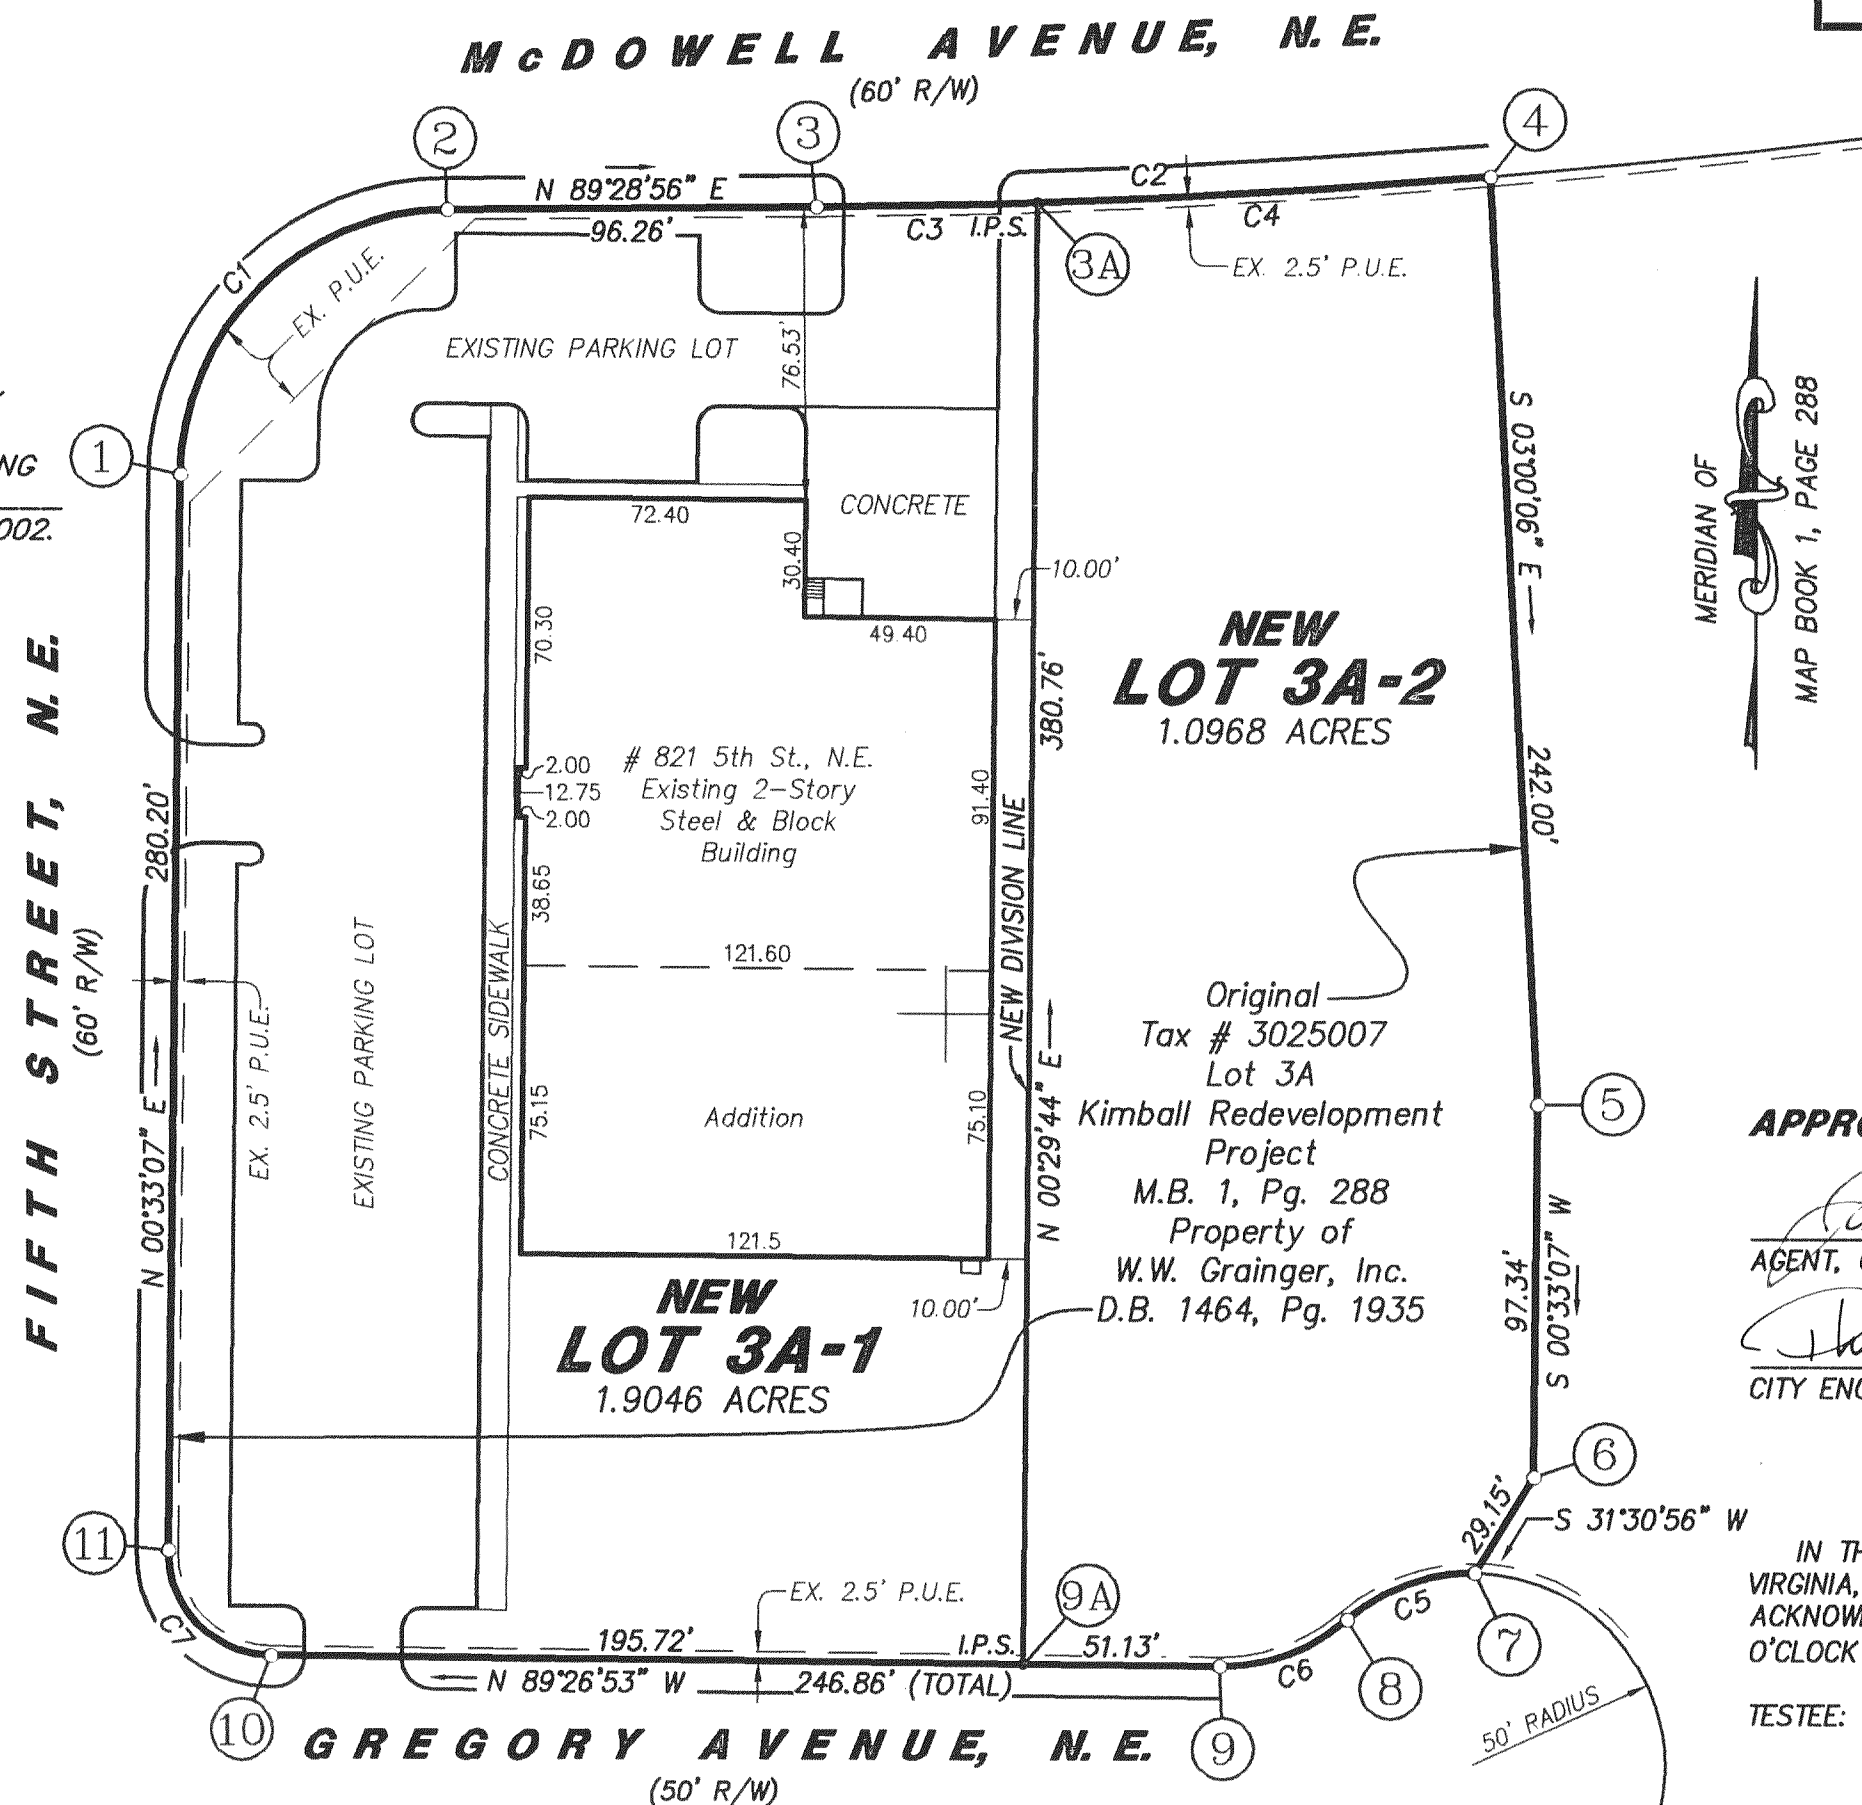 McDOWELL AVENUE, N.E.
(60' R/W)
2
3
4
N 89°28'56" E
96.26'
C2
C3
I.P.S.
C4
3A
EX. 2.5' P.U.E.
C1
EX. P.U.E.
EXISTING PARKING LOT
76.53'
1
NG
002.
CONCRETE
72.40
30.40
10.00'
49.40
70.30
S 03°00'06" E
242.00'
MERIDIAN OF
MAP BOOK 1, PAGE 288
NEW
LOT 3A-2
1.0968 ACRES
380.76'
# 821 5th St., N.E.
Existing 2-Story
Steel & Block
Building
2.00
12.75
2.00
91.40
38.65
FIFTH STREET, N.E.
(60' R/W)
280.20'
N 00°33'07" E
EX. 2.5' P.U.E.
EXISTING PARKING LOT
CONCRETE SIDEWALK
121.60
NEW DIVISION LINE
N 00°29'44" E
75.15
Addition
75.10
121.5
Original
Tax # 3025007
Lot 3A
Kimball Redevelopment
Project
M.B. 1, Pg. 288
Property of
W.W. Grainger, Inc.
D.B. 1464, Pg. 1935
5
APPRO
AGENT,
CITY ENG
S 00°33'07" W
97.34'
NEW
LOT 3A-1
1.9046 ACRES
10.00'
6
29.15'
S 31°30'56" W
11
C7
EX. 2.5' P.U.E.
9A
C5
7
IN TH
VIRGINIA,
ACKNOW
O'CLOCK
TESTEE:
195.72'
I.P.S.
51.13'
N 89°26'53" W
246.86' (TOTAL)
C6
8
10
9
50' RADIUS
GREGORY AVENUE, N.E.
(50' R/W)